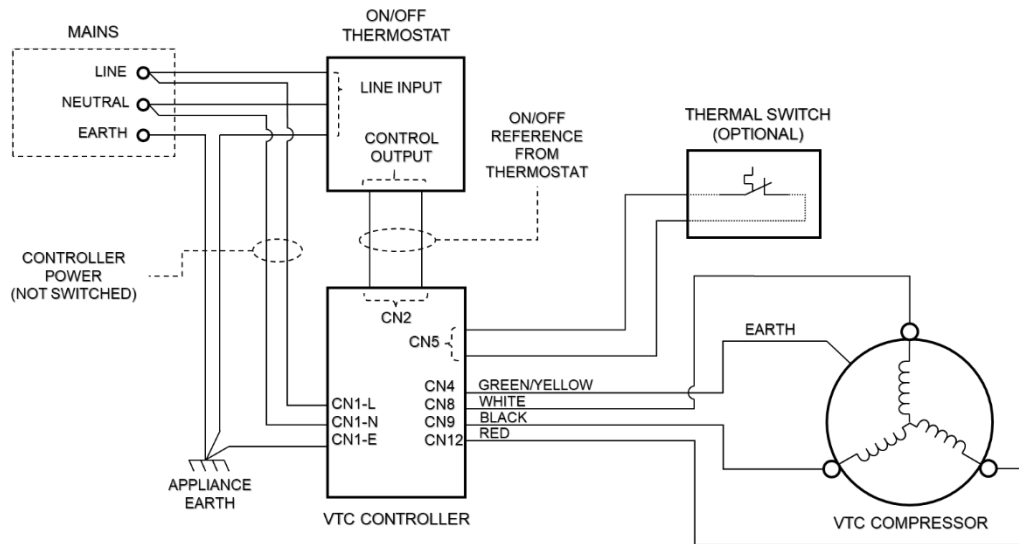 ON/OFF
THERMOSTAT
MAINS
LINE
NEUTRAL
EARTH
LINE INPUT
CONTROL
OUTPUT
ON/OFF
REFERENCE
FROM
THERMOSTAT
THERMAL SWITCH
(OPTIONAL)
CONTROLLER
POWER
(NOT SWITCHED)
CN2
CN5
EARTH
CN4
GREEN/YELLOW
CN8
WHITE
CN9
BLACK
CN12
RED
CN1-L
CN1-N
CN1-E
APPLIANCE
EARTH
VTC CONTROLLER
VTC COMPRESSOR